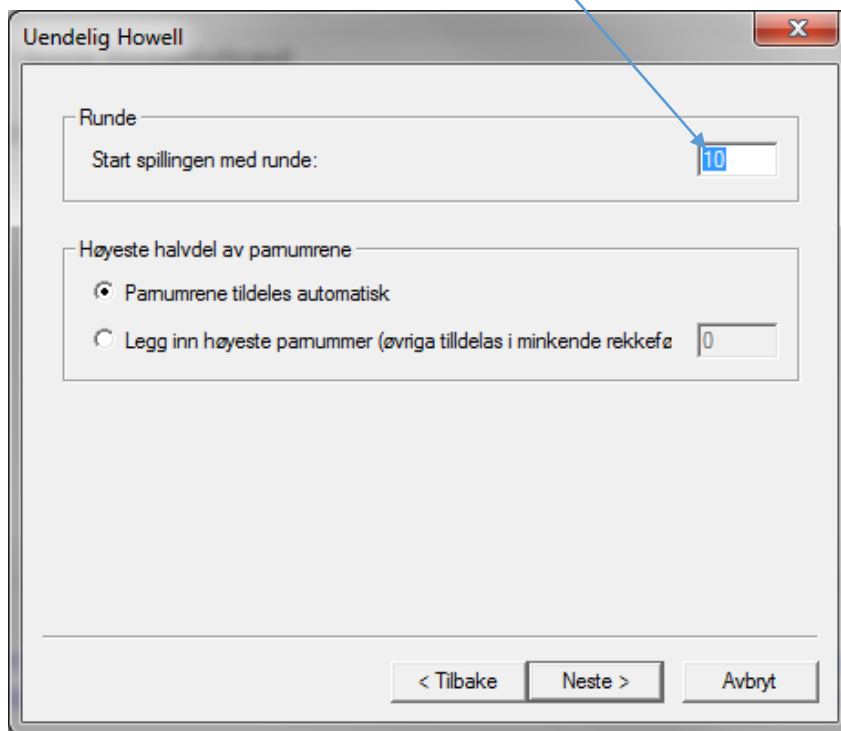 Uendelig Howell
Runde
Start spillingen med runde:
10
Høyeste halvdel av parnumrene
Parnumrene tildeles automatisk
Legg inn høyeste parnummer (øvriga tilldelas i minkende rekkefø
0
< Tilbake
Neste >
Avbryt